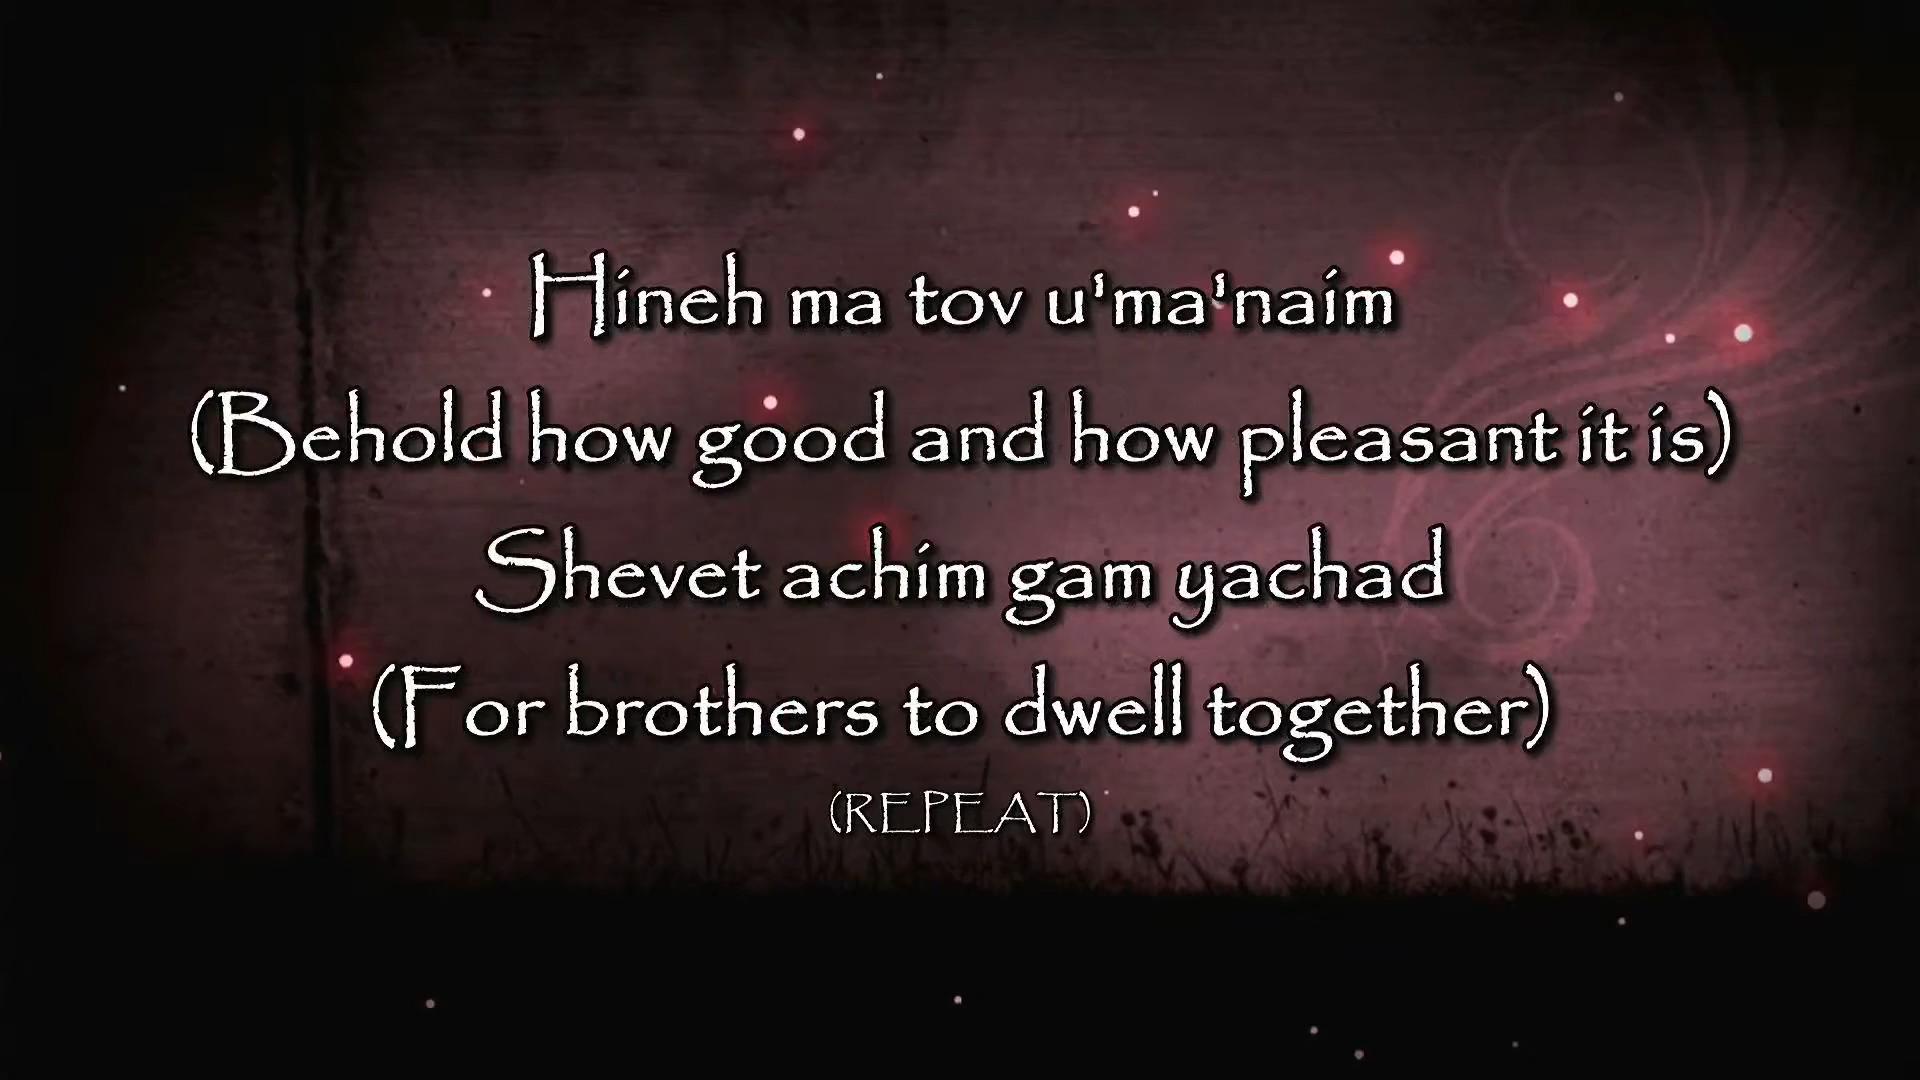 Hineh ma tov u'ma'naim
(Behold how good and how pleasant it is)
Shevet achim gam yachad
(For brothers to dwell together)
(REPEAT)